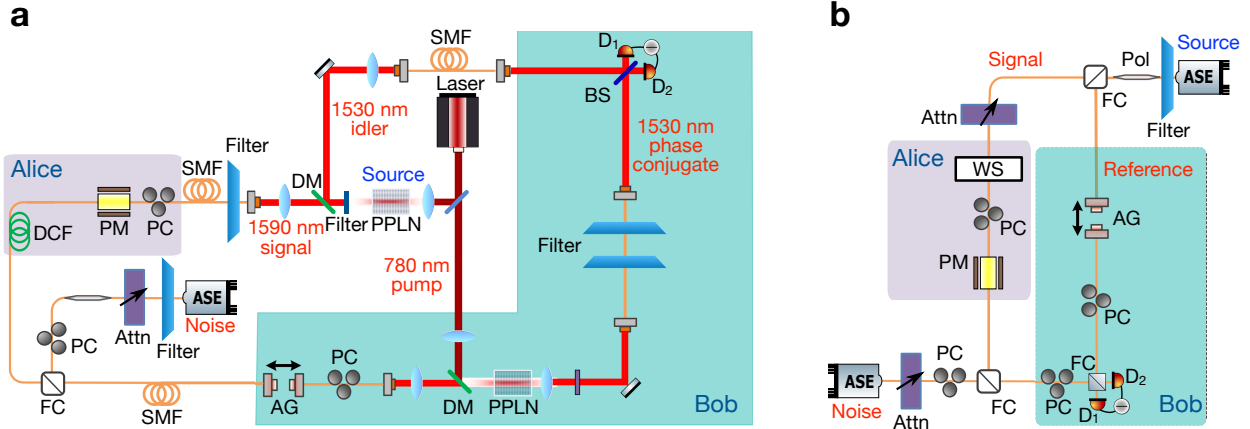 a
SMF
D1
D2
BS
Laser
1530 nm
idler
1530 nm
phase
conjugate
Alice
SMF
Filter
DM
Source
Filter
PPLN
PM
PC
DCF
1590 nm
signal
780 nm
pump
Filter
ASE
Noise
Attn
Filter
PC
FC
SMF
AG
PC
DM
PPLN
Bob
b
Signal
Pol
Source
ASE
FC
Filter
Attn
Alice
WS
PC
PM
Reference
AG
PC
ASE
Noise
Attn
PC
FC
PC
FC
D2
D1
Bob